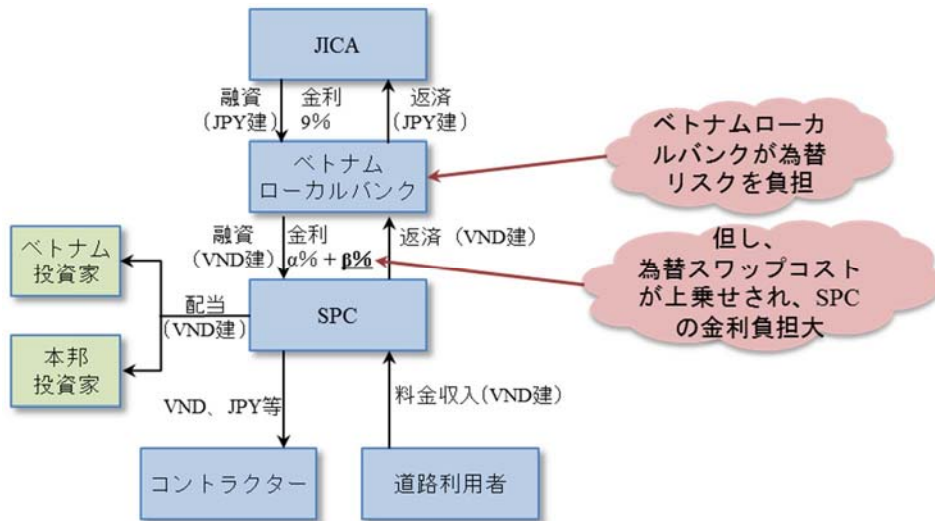 JICA
融資
（JPY建）
金利
9%
返済
（JPY建）
ベトナム
ローカルバンク
ベトナムローカ
ルバンクが為替
リスクを負担
融資
（VND建）
金利
α%＋β%
返済（VND建）
但し、
為替スワップコスト
が上乗せされ、SPC
の金利負担大
ベトナム
投資家
配当
（VND建）
SPC
本邦
投資家
VND、JPY等
料金収入（VND建）
コントラクター
道路利用者